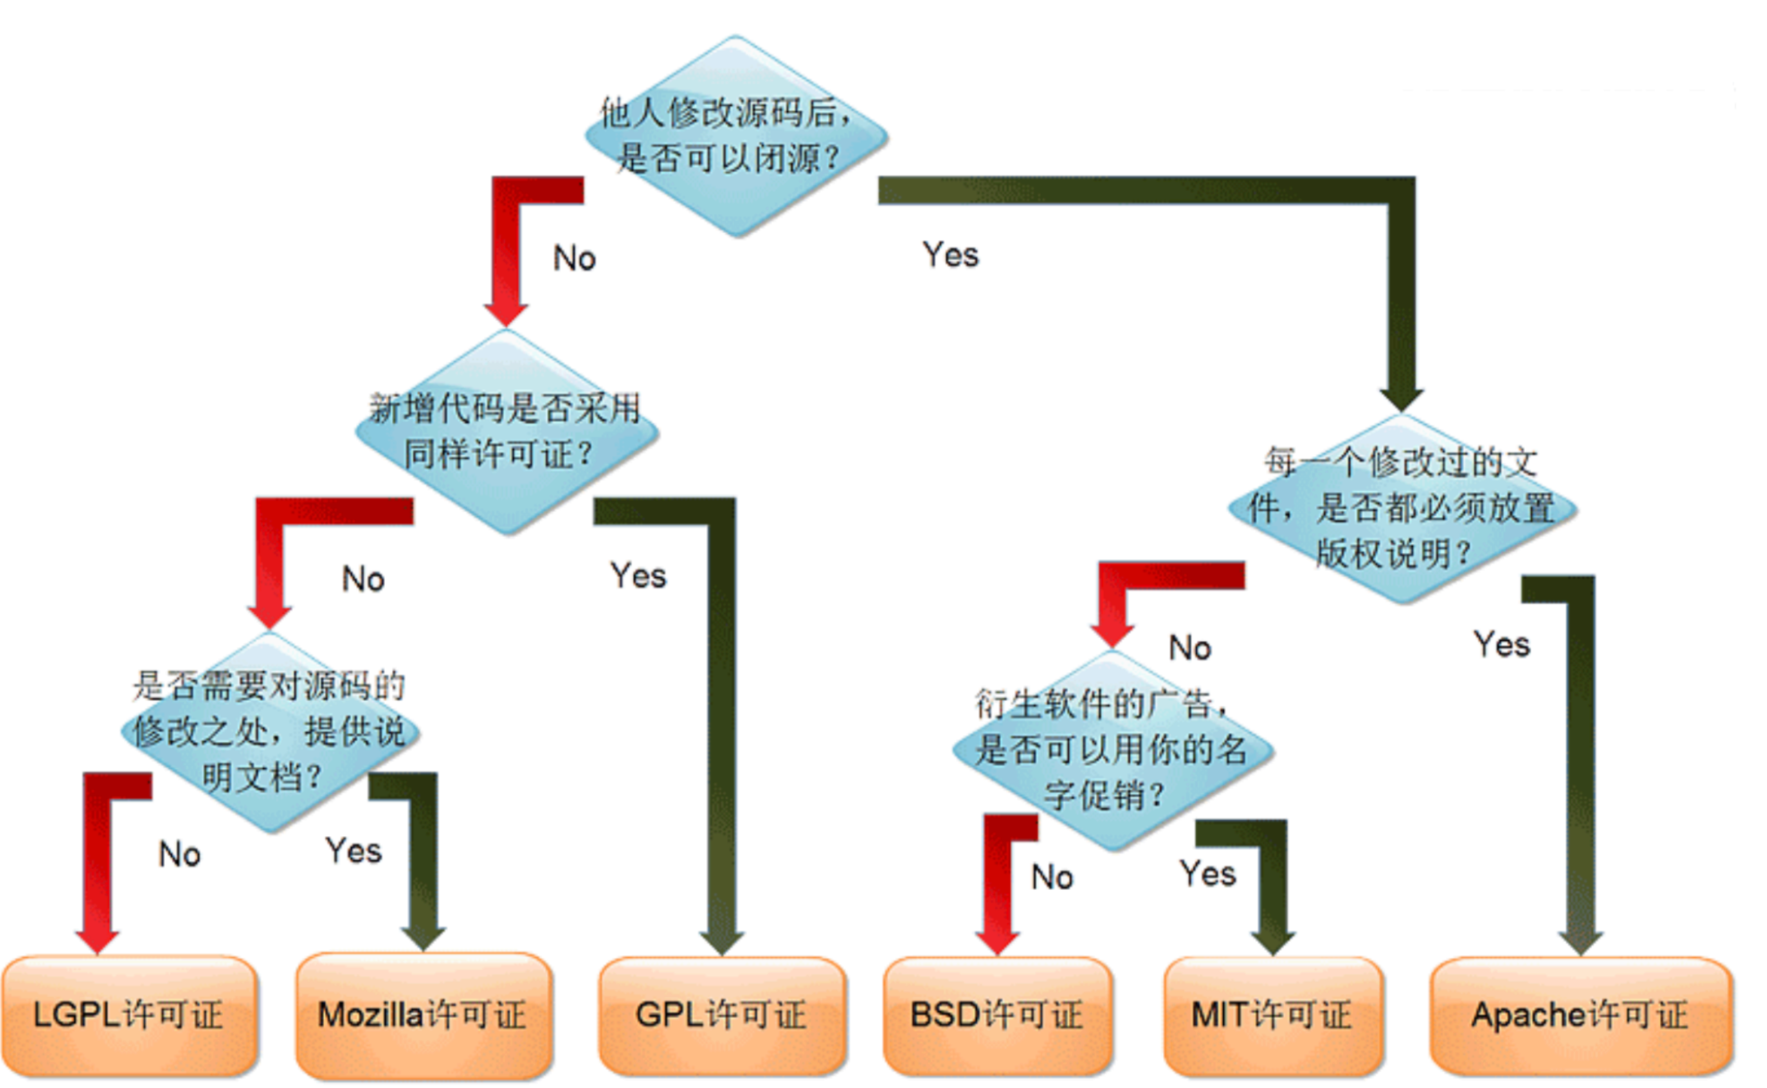 他人修改源码后，
是否可以闭源？
No
Yes
新增代码是否采用
同样许可证？
每一个修改过的文
件，是否都必须放置
版权说明？
No
Yes
No
Yes
是否需要对源码的
修改之处，提供说
明文档？
衍生软件的广告，
是否可以用你的名
字促销？
No
Yes
No
Yes
LGPL许可证
Mozilla许可证
GPL许可证
BSD许可证
MIT许可证
Apache许可证